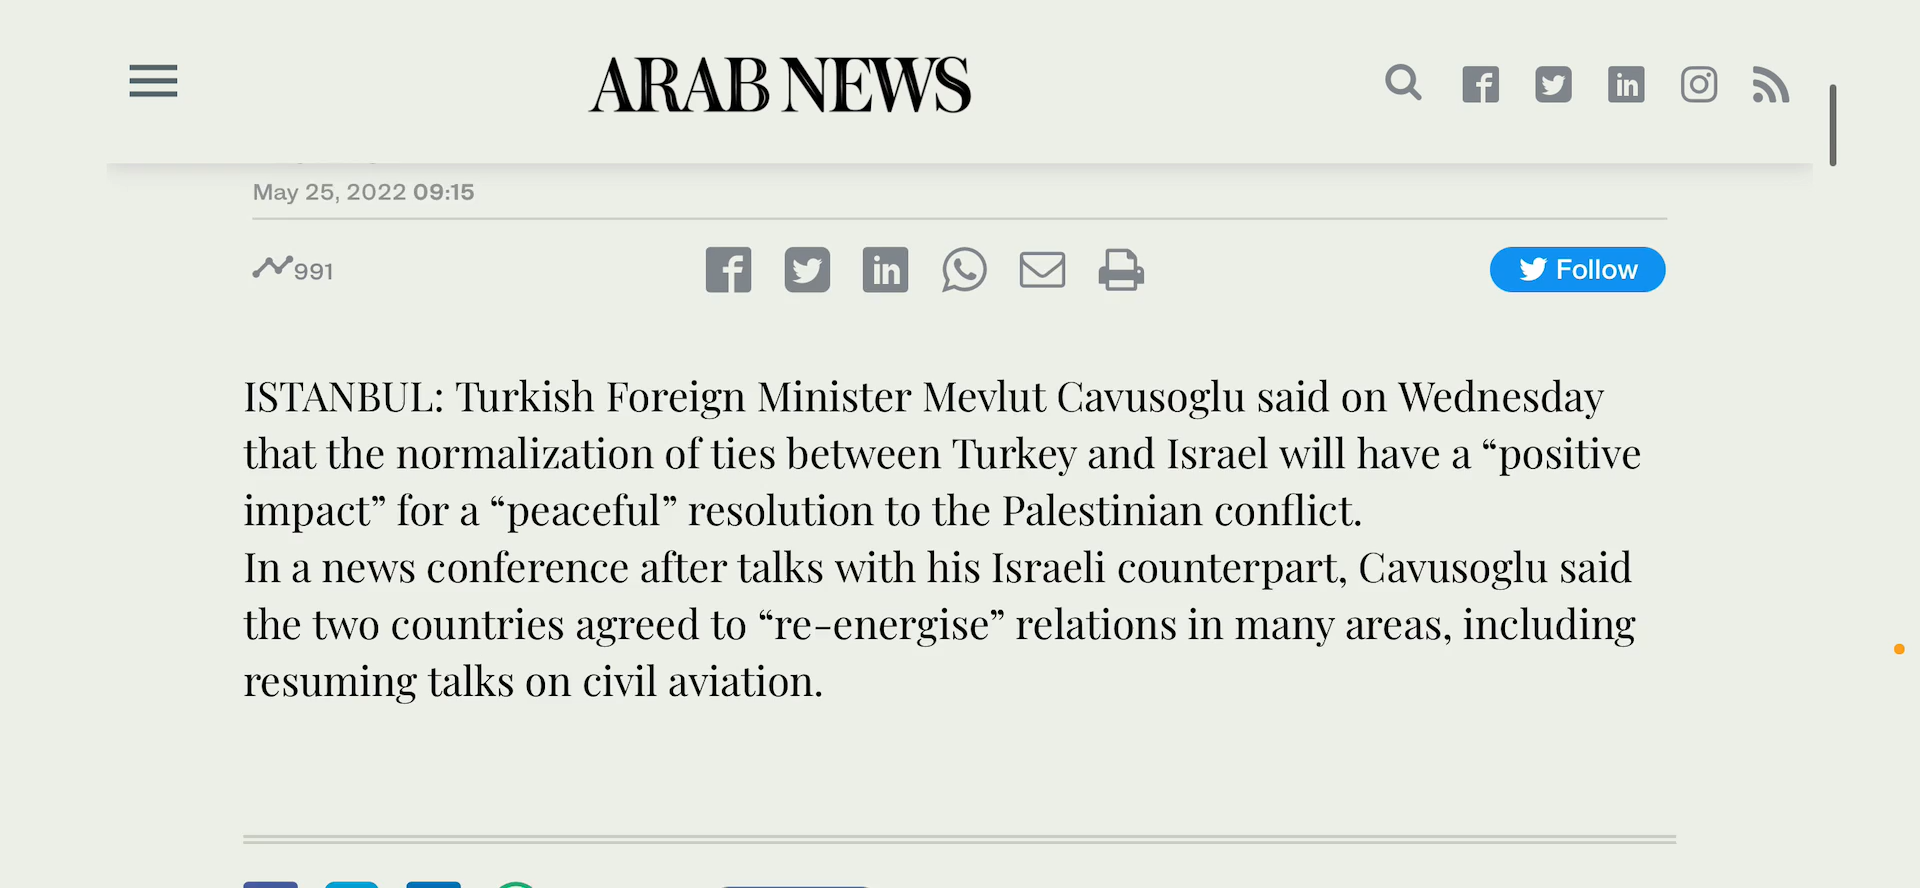 ARAB NEWS
May 25, 2022 09:15
991
Follow
ISTANBUL: Turkish Foreign Minister Mevlut Cavusoglu said on Wednesday
that the normalization of ties between Turkey and Israel will have a “positive
impact” for a “peaceful” resolution to the Palestinian conflict.
In a news conference after talks with his Israeli counterpart, Cavusoglu said
the two countries agreed to “re-energise” relations in many areas, including
resuming talks on civil aviation.